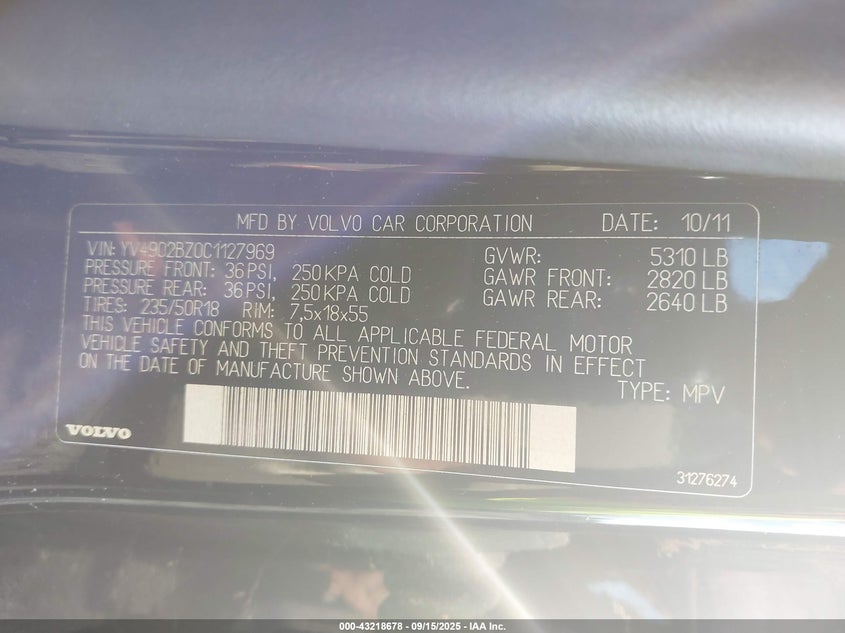 MFD BY VOLVO CAR CORPORATION DATE: 10/11
VIN: YV4902BZ0C1127969 GVWR: 5310 LB
PRESSURE FRONT: 36 PSI, 250 KPA COLD GAWR FRONT: 2820 LB
PRESSURE REAR: 36 PSI, 250 KPA COLD GAWR REAR: 2640 LB
TIRES: 235/50R18 RIM: 7,5x18x55
THIS VEHICLE CONFORMS TO ALL APPLICABLE FEDERAL MOTOR
VEHICLE SAFETY AND THEFT PREVENTION STANDARDS IN EFFECT
ON THE DATE OF MANUFACTURE SHOWN ABOVE.
TYPE: MPV
VOLVO
31276274
000-43218678 - 09/15/2025 - IAA Inc.